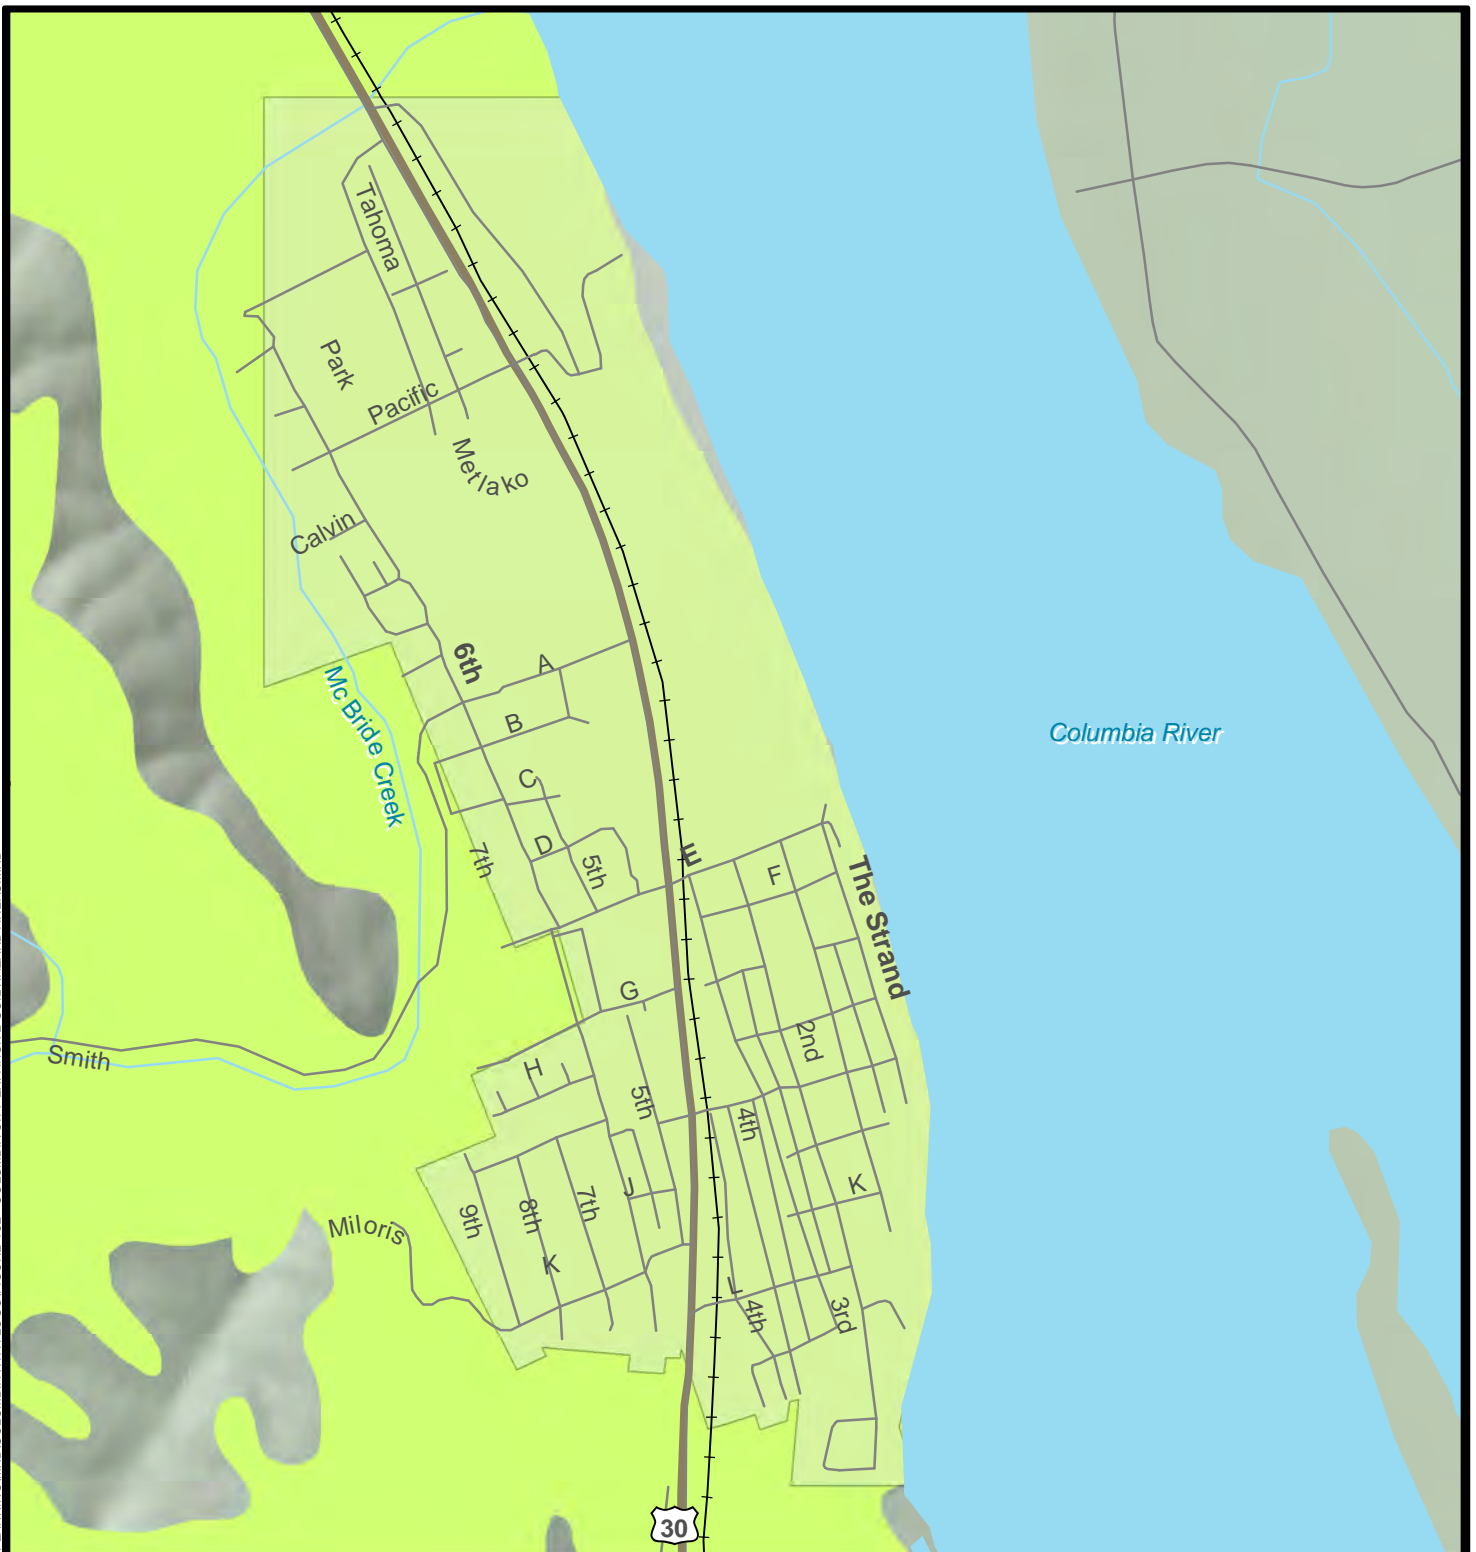 Tahoma
Park
Pacific
Metlako
Calvin
6th
A
Mc Bride Creek
B
Columbia River
C
D
7th
5th
E
F
The Strand
G
2nd
Smith
H
5th
4th
J
K
9th
8th
7th
Miloris
K
L
4th
3rd
30